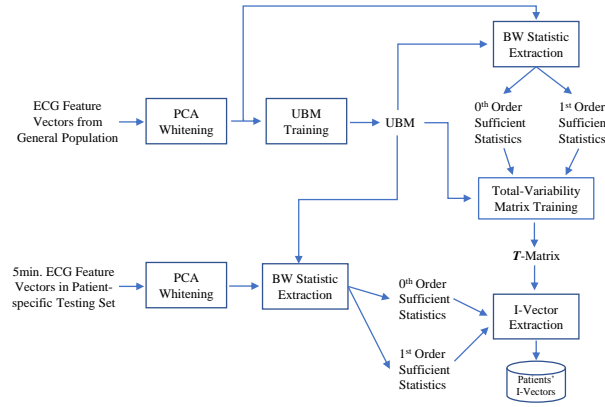 BW Statistic
Extraction
ECG Feature
Vectors from
General Population
PCA
Whitening
UBM
Training
UBM
0th Order
Sufficient
Statistics
1st Order
Sufficient
Statistics
Total-Variability
Matrix Training
T-Matrix
5min. ECG Feature
Vectors in Patient-
specific Testing Set
PCA
Whitening
BW Statistic
Extraction
0th Order
Sufficient
Statistics
1st Order
Sufficient
Statistics
I-Vector
Extraction
Patients'
I-Vectors